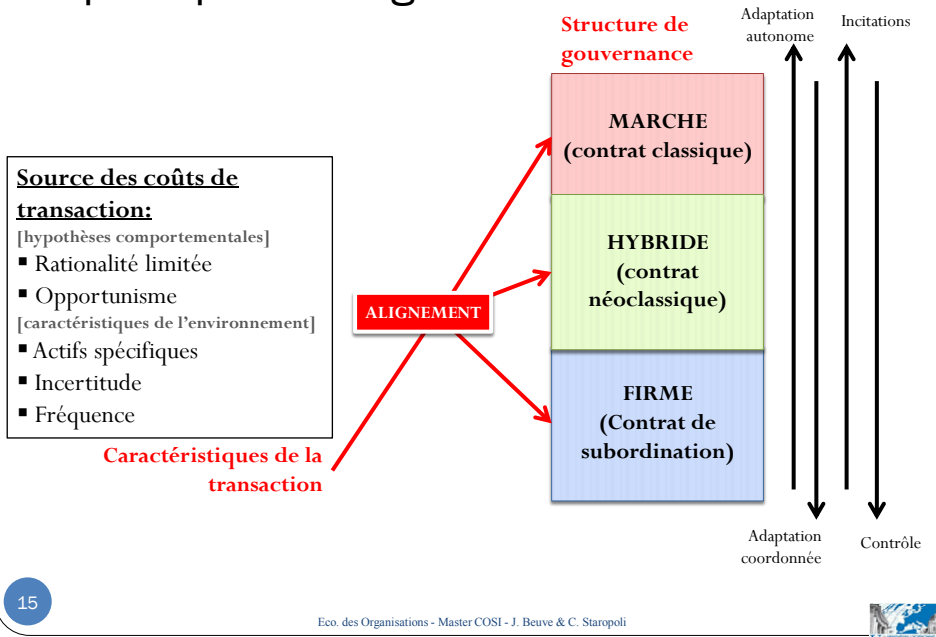 Structure de
gouvernance
Adaptation
autonome
Incitations
MARCHE
(contrat classique)
Source des coûts de
transaction:
[hypothèses comportementales]
▪ Rationalité limitée
▪ Opportunisme
[caractéristiques de l'environnement]
▪ Actifs spécifiques
▪ Incertitude
▪ Fréquence
HYBRIDE
(contrat
néoclassique)
ALIGNEMENT
FIRME
(Contrat de
subordination)
Caractéristiques de la
transaction
Adaptation
coordonnée
Contrôle
15
Eco. des Organisations - Master COSI - J. Beuve & C. Staropoli